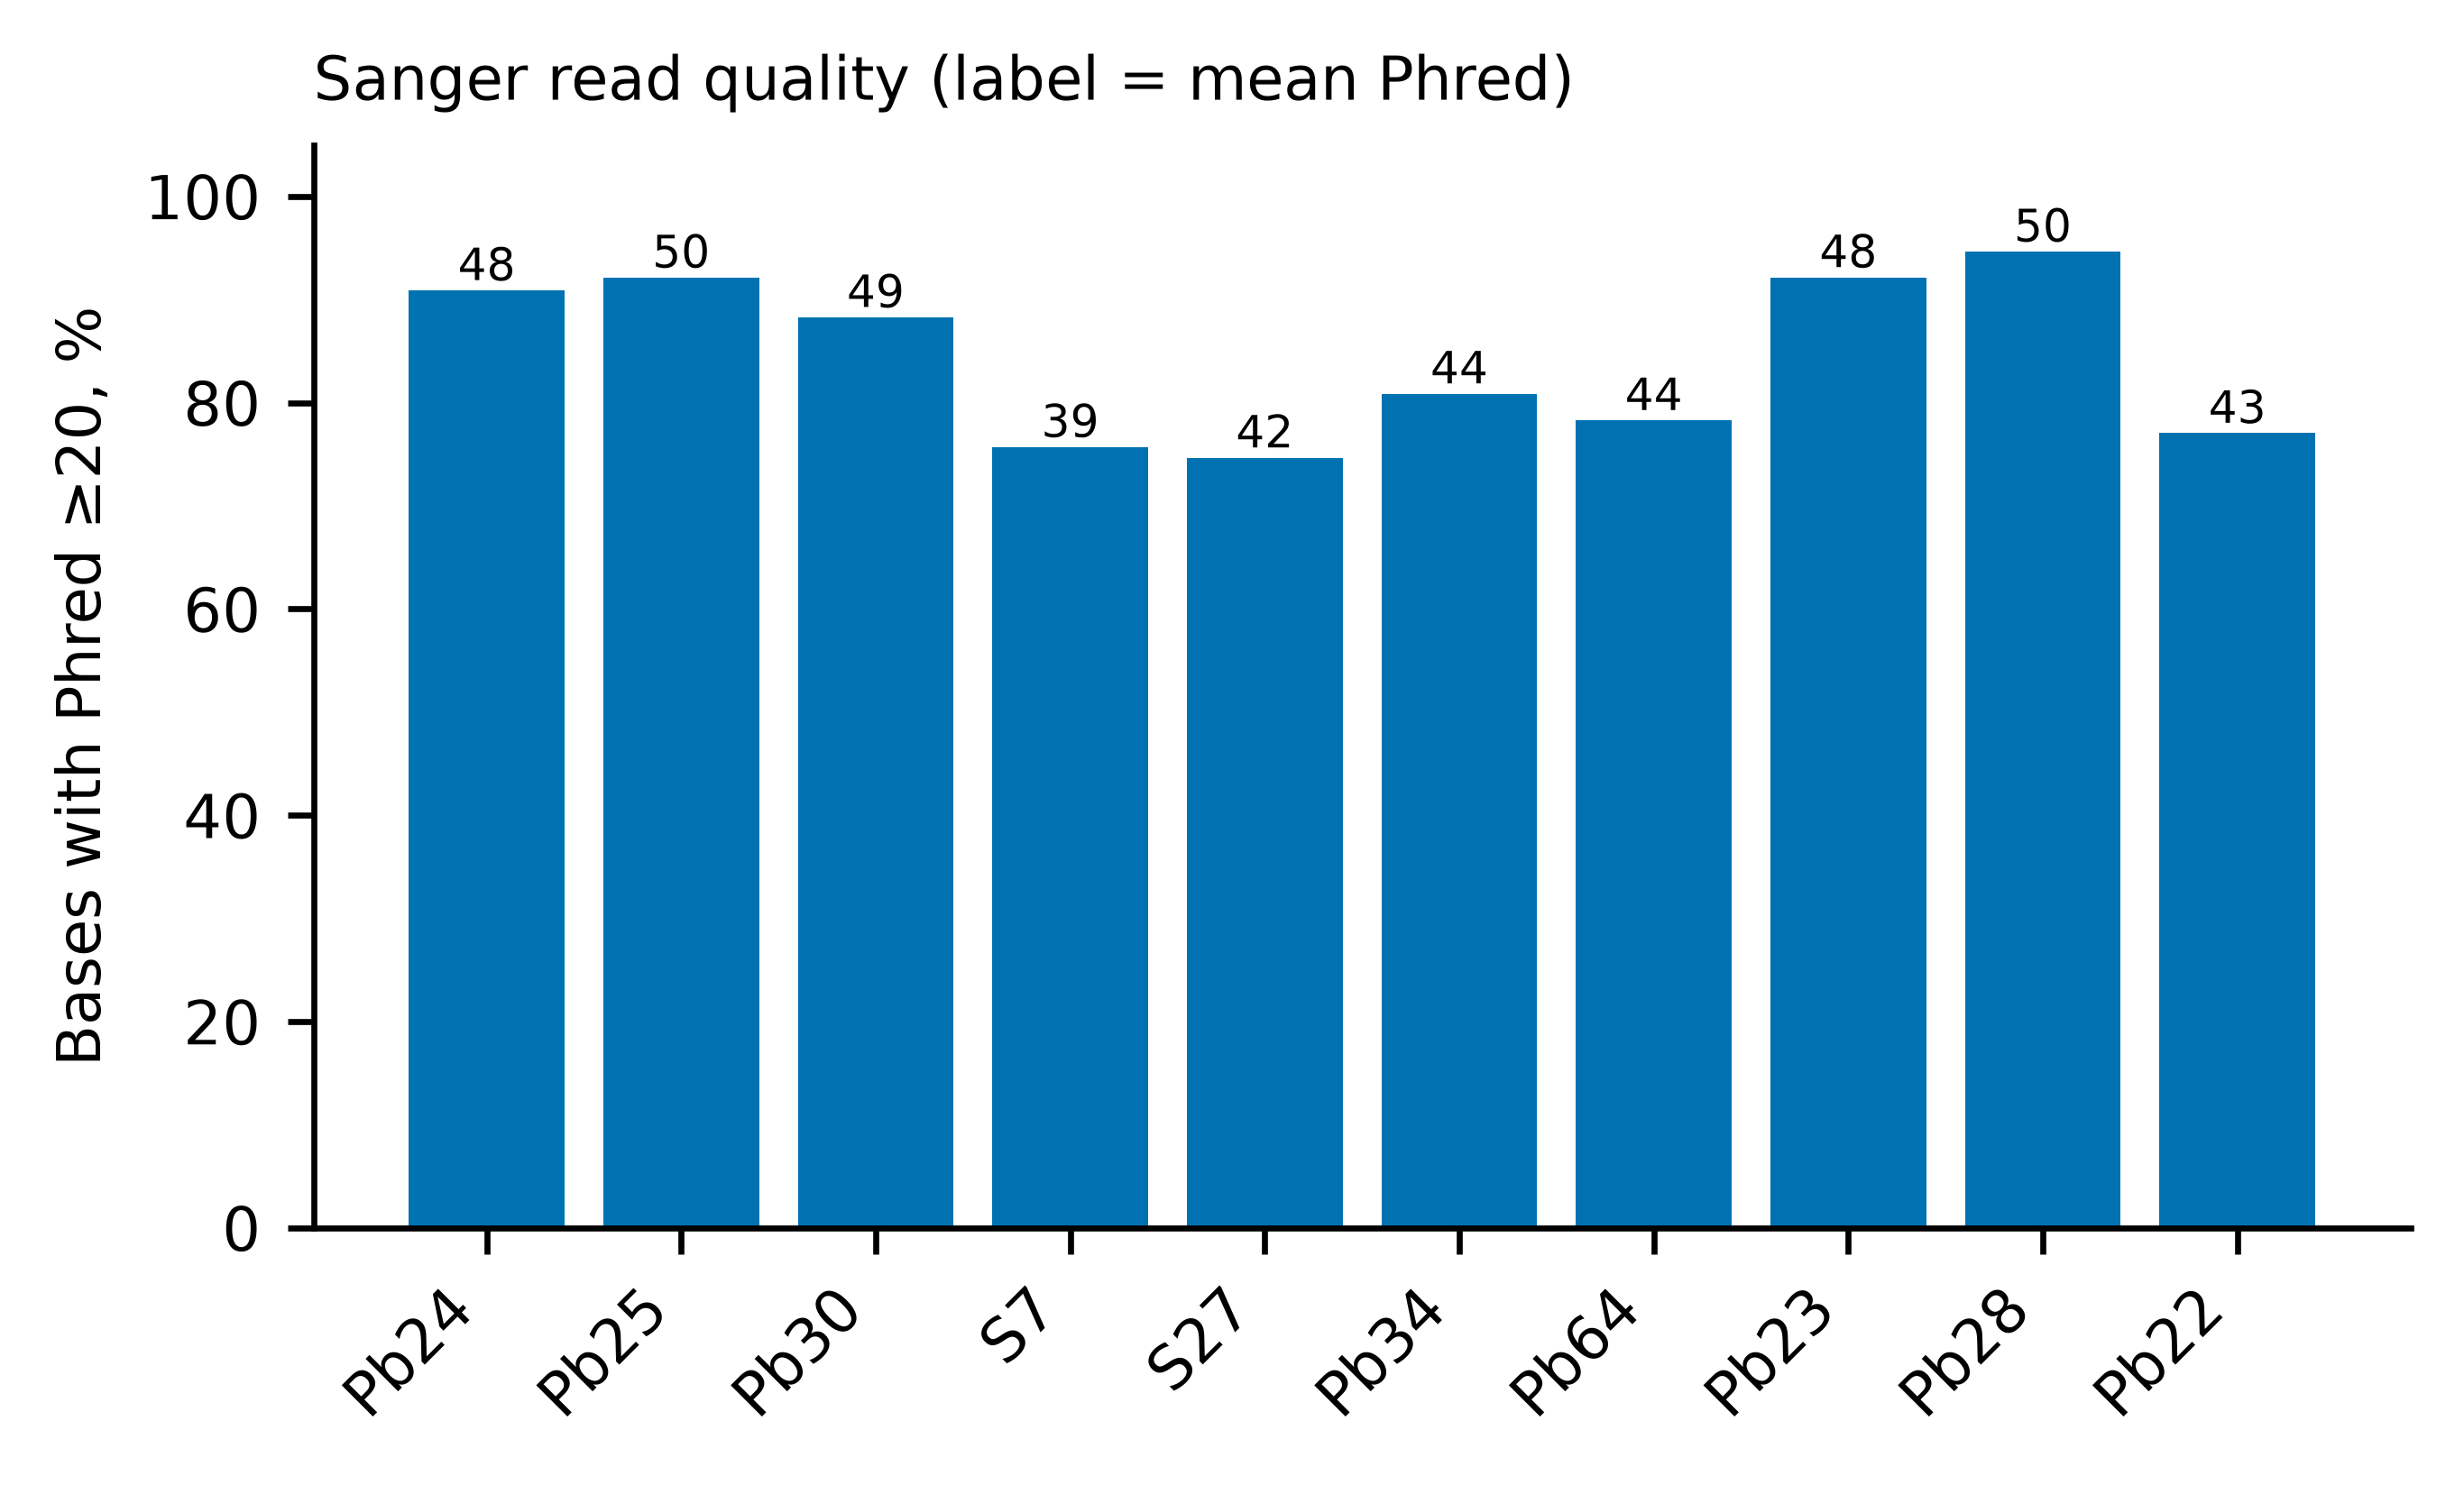 Sanger read quality (label = mean Phred)
Bases with Phred ≥20, %
100
80
60
40
20
0
48
50
49
39
42
44
44
48
50
43
Pb24
Pb25
Pb30
S7
S27
Pb34
Pb64
Pb23
Pb28
Pb22